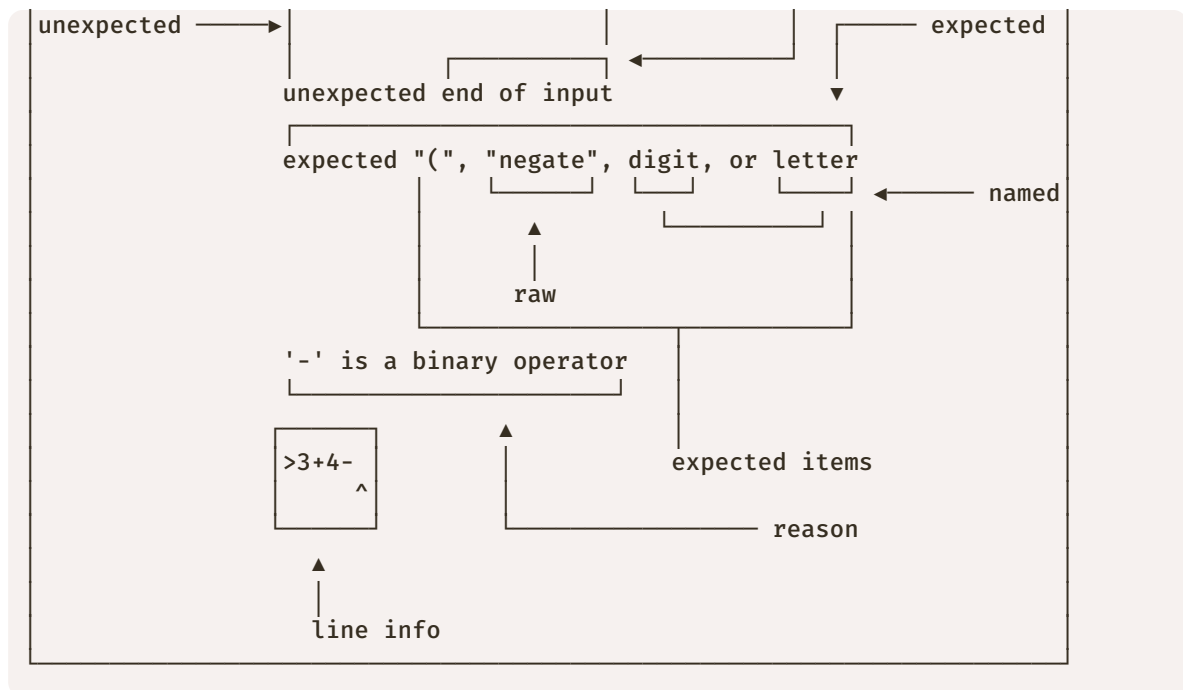 unexpected expected
unexpected end of input
expected "(", "negate", digit, or letter
named
raw
'-' is a binary operator
>3+4-
^
expected items
reason
line info